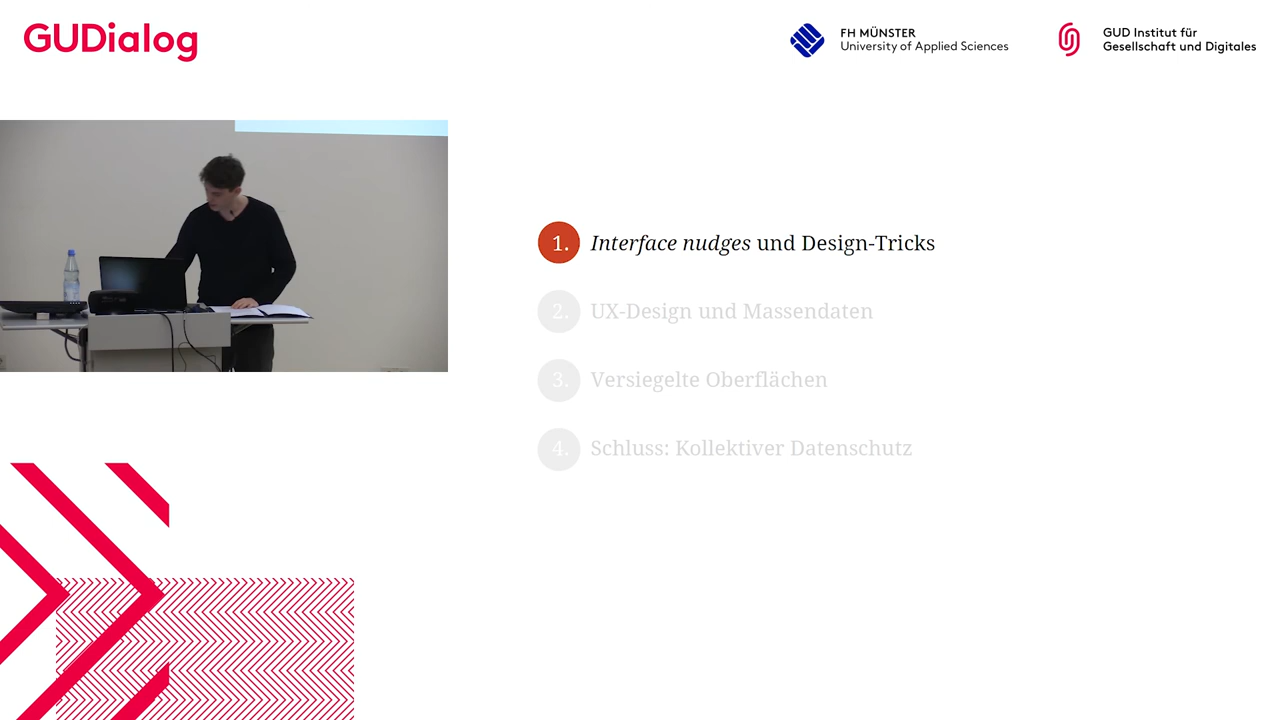 GUDialog
FH MÜNSTER
University of Applied Sciences
GUD Institut für
Gesellschaft und Digitales
1. Interface nudges und Design-Tricks
2. UX-Design und Massendaten
3. Versiegelte Oberflächen
4. Schluss: Kollektiver Datenschutz